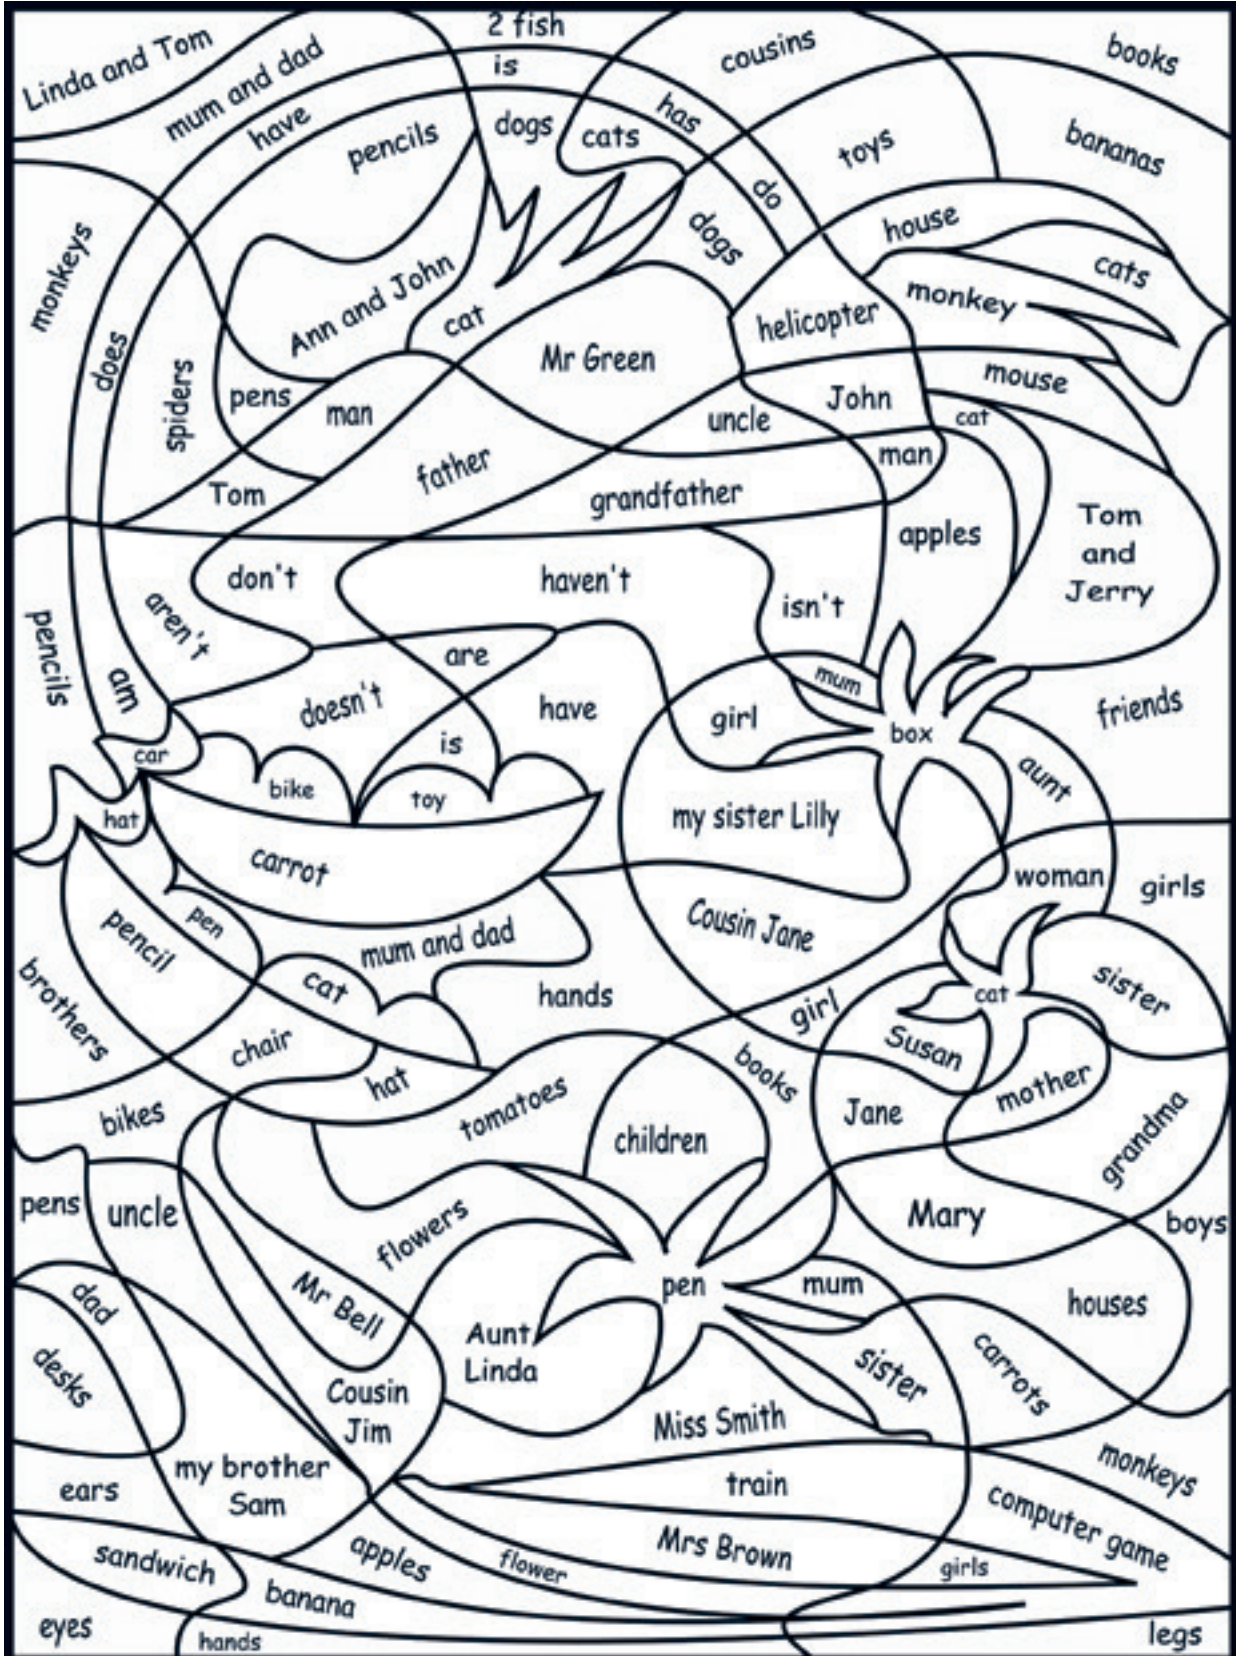 2 fish
Linda and Tom
mum and dad
is
cousins
books
have
has
pencils
dogs
cats
toys
bananas
do
monkeys
dogs
house
cats
Ann and John
monkey
cat
helicopter
does
Mr Green
spiders
pens
man
mouse
John
uncle
cat
father
man
Tom
grandfather
apples
Tom
and
Jerry
don't
haven't
isn't
aren't
pencils
are
am
mum
doesn't
have
girl
friends
box
is
car
bike
toy
aunt
hat
my sister Lilly
carrot
woman
girls
pen
pencil
mum and dad
Cousin Jane
cat
hands
cat
sister
brothers
girl
chair
Susan
books
hat
mother
tomatoes
bikes
children
Jane
grandma
pens
uncle
flowers
Mary
boys
pen
mum
dad
Mr Bell
houses
Aunt
Linda
desks
sister
carrots
Cousin
Jim
Miss Smith
my brother
Sam
monkeys
ears
train
computer game
sandwich
apples
flower
Mrs Brown
girls
banana
eyes
hands
legs